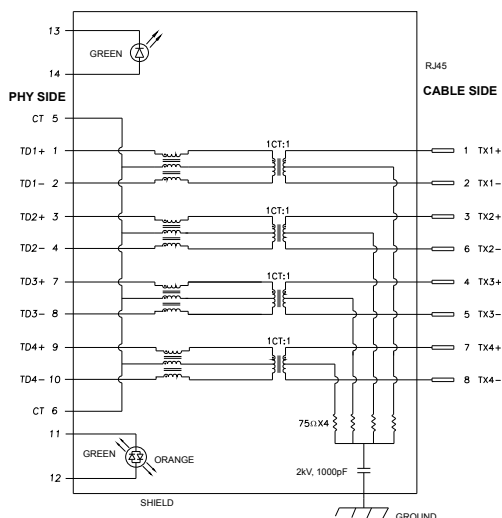 13
GREEN
14
RJ45
PHY SIDE
CABLE SIDE
CT 5
1CT:1
TD1+ 1
1 TX1+
TD1- 2
2 TX1-
1CT:1
TD2+ 3
3 TX2+
TD2- 4
6 TX2-
1CT:1
TD3+ 7
4 TX3+
TD3- 8
5 TX3-
1CT:1
TD4+ 9
7 TX4+
TD4- 10
8 TX4-
CT 6
75ΩX4
11
GREEN
ORANGE
12
2kV, 1000pF
SHIELD
GROUND